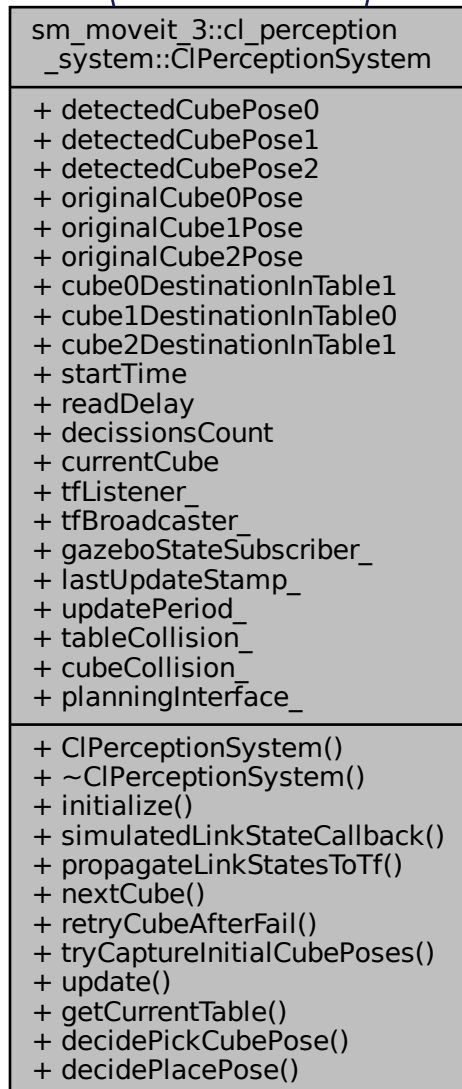 sm_moveit_3::cl_perception
_system::ClPerceptionSystem
+ detectedCubePose0
+ detectedCubePose1
+ detectedCubePose2
+ originalCube0Pose
+ originalCube1Pose
+ originalCube2Pose
+ cube0DestinationInTable1
+ cube1DestinationInTable0
+ cube2DestinationInTable1
+ startTime
+ readDelay
+ decissionsCount
+ currentCube
+ tfListener_
+ tfBroadcaster_
+ gazeboStateSubscriber_
+ lastUpdateStamp_
+ updatePeriod_
+ tableCollision_
+ cubeCollision_
+ planningInterface_
+ ClPerceptionSystem()
+ ~ClPerceptionSystem()
+ initialize()
+ simulatedLinkStateCallback()
+ propagateLinkStatesToTf()
+ nextCube()
+ retryCubeAfterFail()
+ tryCaptureInitialCubePoses()
+ update()
+ getCurrentTable()
+ decidePickCubePose()
+ decidePlacePose()